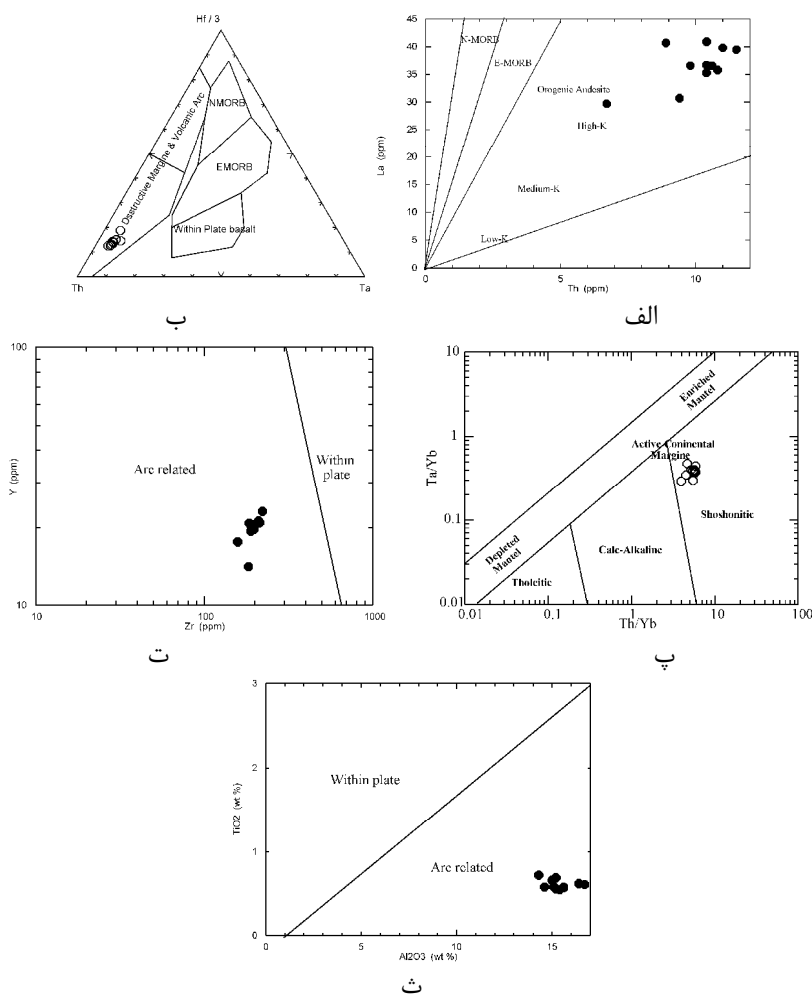 Hf / 3
NMORB
EMORB
Within Plate basalt
Dsstructive Margine & Volcanic Arc
Th
Ta
ب
45
40
35
30
25
20
15
10
5
0
La (ppm)
N-MORB
E-MORB
Orogenic Andesite
High-K
Medium-K
Low-K
0
5
10
Th (ppm)
الف
100
10
Y (ppm)
Arc related
Within
plate
10
100
1000
Zr (ppm)
ت
10
1
0.1
0.01
Ta/Yb
Enriched
Mantel
Active Coninental
Margine
Shoshonitic
Calc-Alkaline
Depleted
Mantel
Tholeitic
0.01
0.1
1
10
100
Th/Yb
پ
3
2
1
0
TiO2 (wt %)
Within plate
Arc related
0
5
10
15
Al2O3 (wt %)
ث